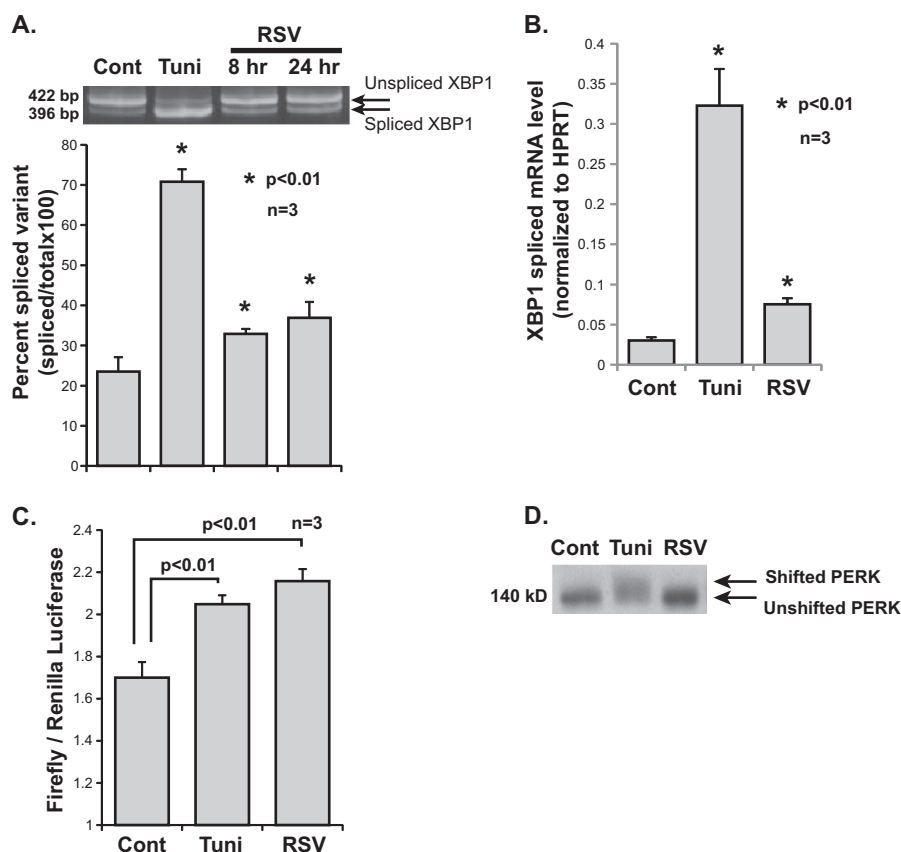 A.
RSV
Cont Tuni 8 hr 24 hr
422 bp
396 bp
Unspliced XBP1
Spliced XBP1
Percent spliced variant
(spliced/totalx100)
80
70
60
50
40
30
20
10
0
*
*
*
* p<0.01
n=3
B.
XBP1 spliced mRNA level
(normalized to HPRT)
0.4
0.35
0.3
0.25
0.2
0.15
0.1
0.05
0
*
*
* p<0.01
n=3
Cont Tuni RSV
C.
Firefly / Renilla Luciferase
2.4
2.2
2
1.8
1.6
1.4
1.2
1
p<0.01
n=3
p<0.01
Cont Tuni RSV
D.
Cont Tuni RSV
140 kD
Shifted PERK
Unshifted PERK